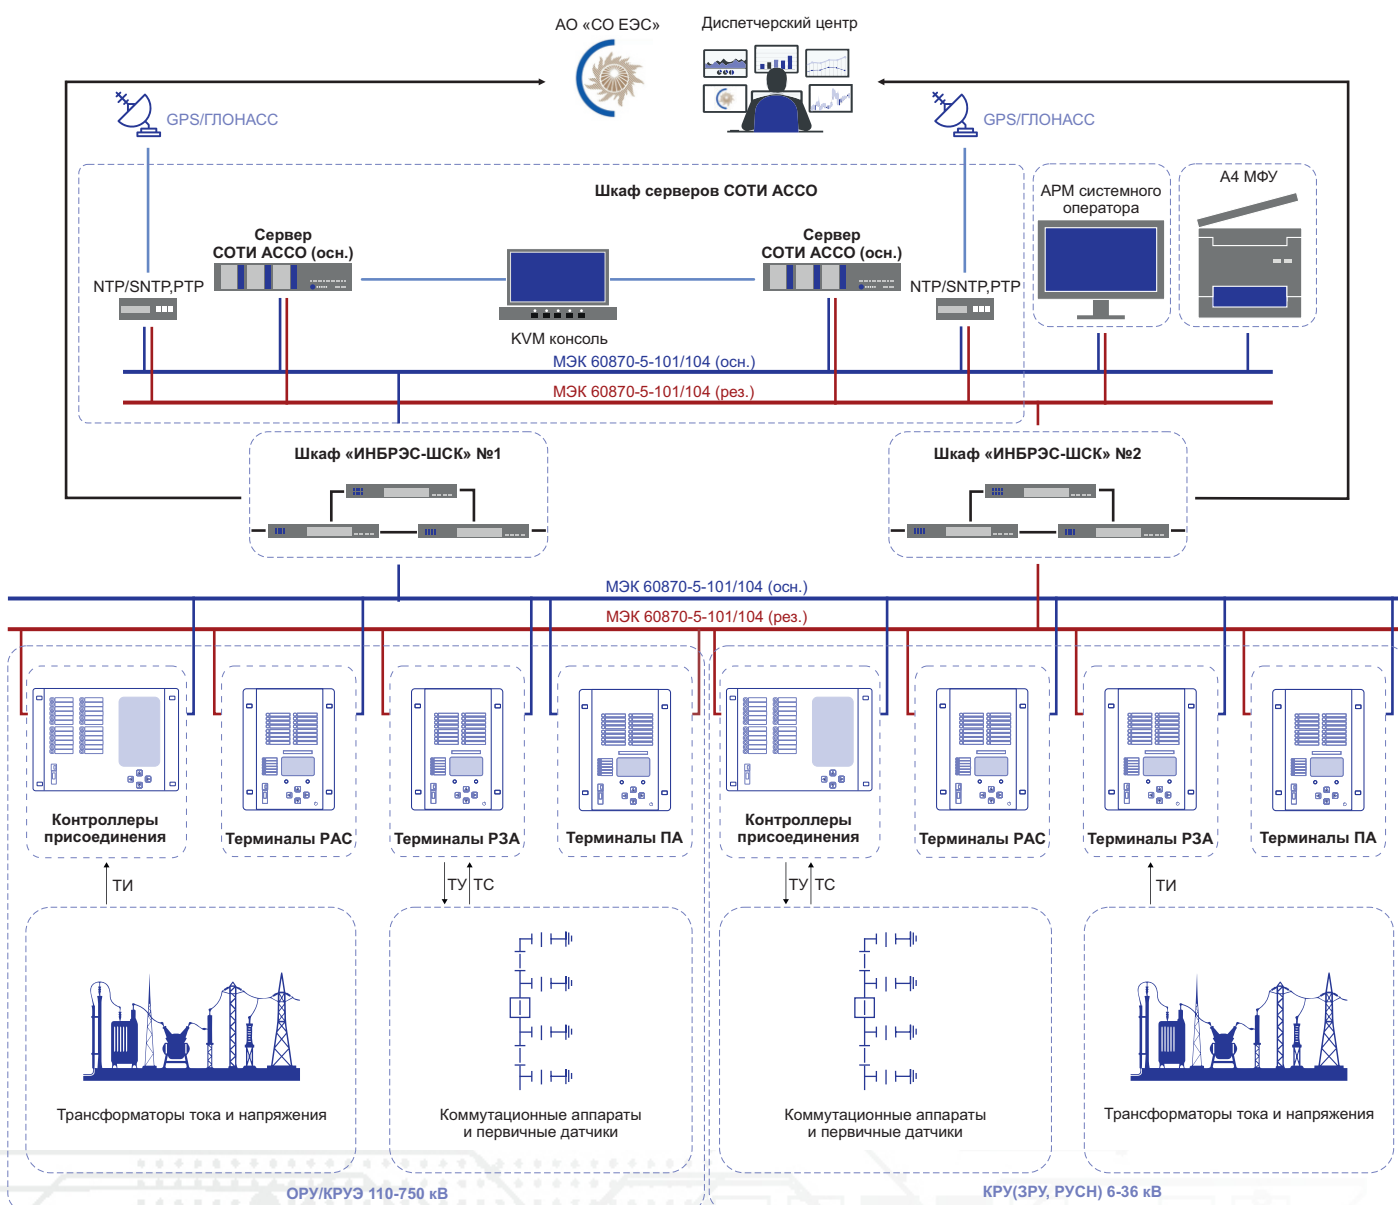 АО «СО ЕЭС»
Диспетчерский центр
GPS/ГЛОНАСС
GPS/ГЛОНАСС
Шкаф серверов СОТИ АССО
АРМ системного
оператора
А4 МФУ
Сервер
СОТИ АССО (осн.)
Сервер
СОТИ АССО (осн.)
NTP/SNTP,PTP
NTP/SNTP,PTP
KVM консоль
МЭК 60870-5-101/104 (осн.)
МЭК 60870-5-101/104 (рез.)
Шкаф «ИНБРЭС-ШСК» №1
Шкаф «ИНБРЭС-ШСК» №2
МЭК 60870-5-101/104 (осн.)
МЭК 60870-5-101/104 (рез.)
Контроллеры
присоединения
Терминалы РАС
Терминалы РЗА
Терминалы ПА
Контроллеры
присоединения
Терминалы РАС
Терминалы РЗА
Терминалы ПА
ТИ
ТУ
ТС
ТУ
ТС
ТИ
Трансформаторы тока и напряжения
Коммутационные аппараты
и первичные датчики
Коммутационные аппараты
и первичные датчики
Трансформаторы тока и напряжения
ОРУ/КРУЭ 110-750 кВ
КРУ(ЗРУ, РУСН) 6-36 кВ